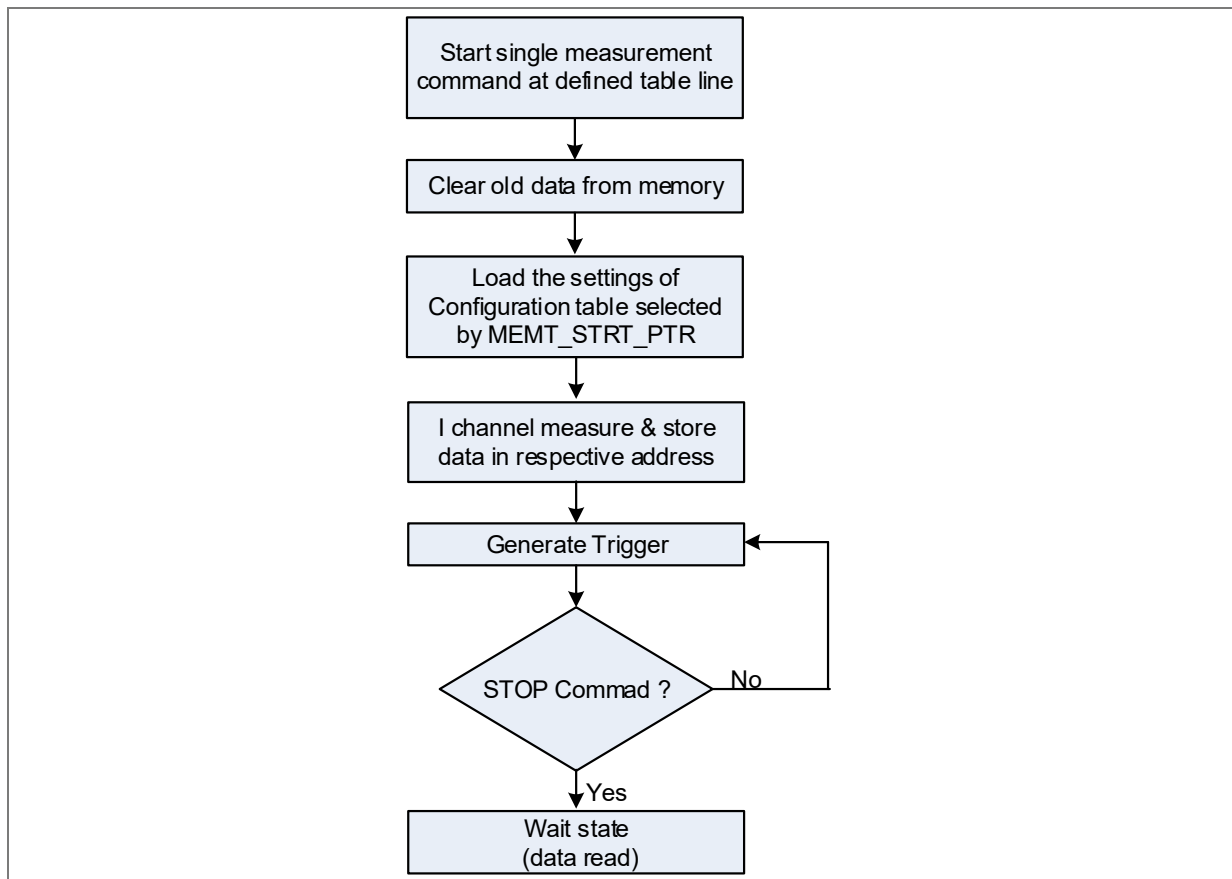 Start single measurement
command at defined table line
Clear old data from memory
Load the settings of
Configuration table selected
by MEMT_STRT_PTR
I channel measure & store
data in respective address
Generate Trigger
STOP Commad ?
No
Yes
Wait state
(data read)